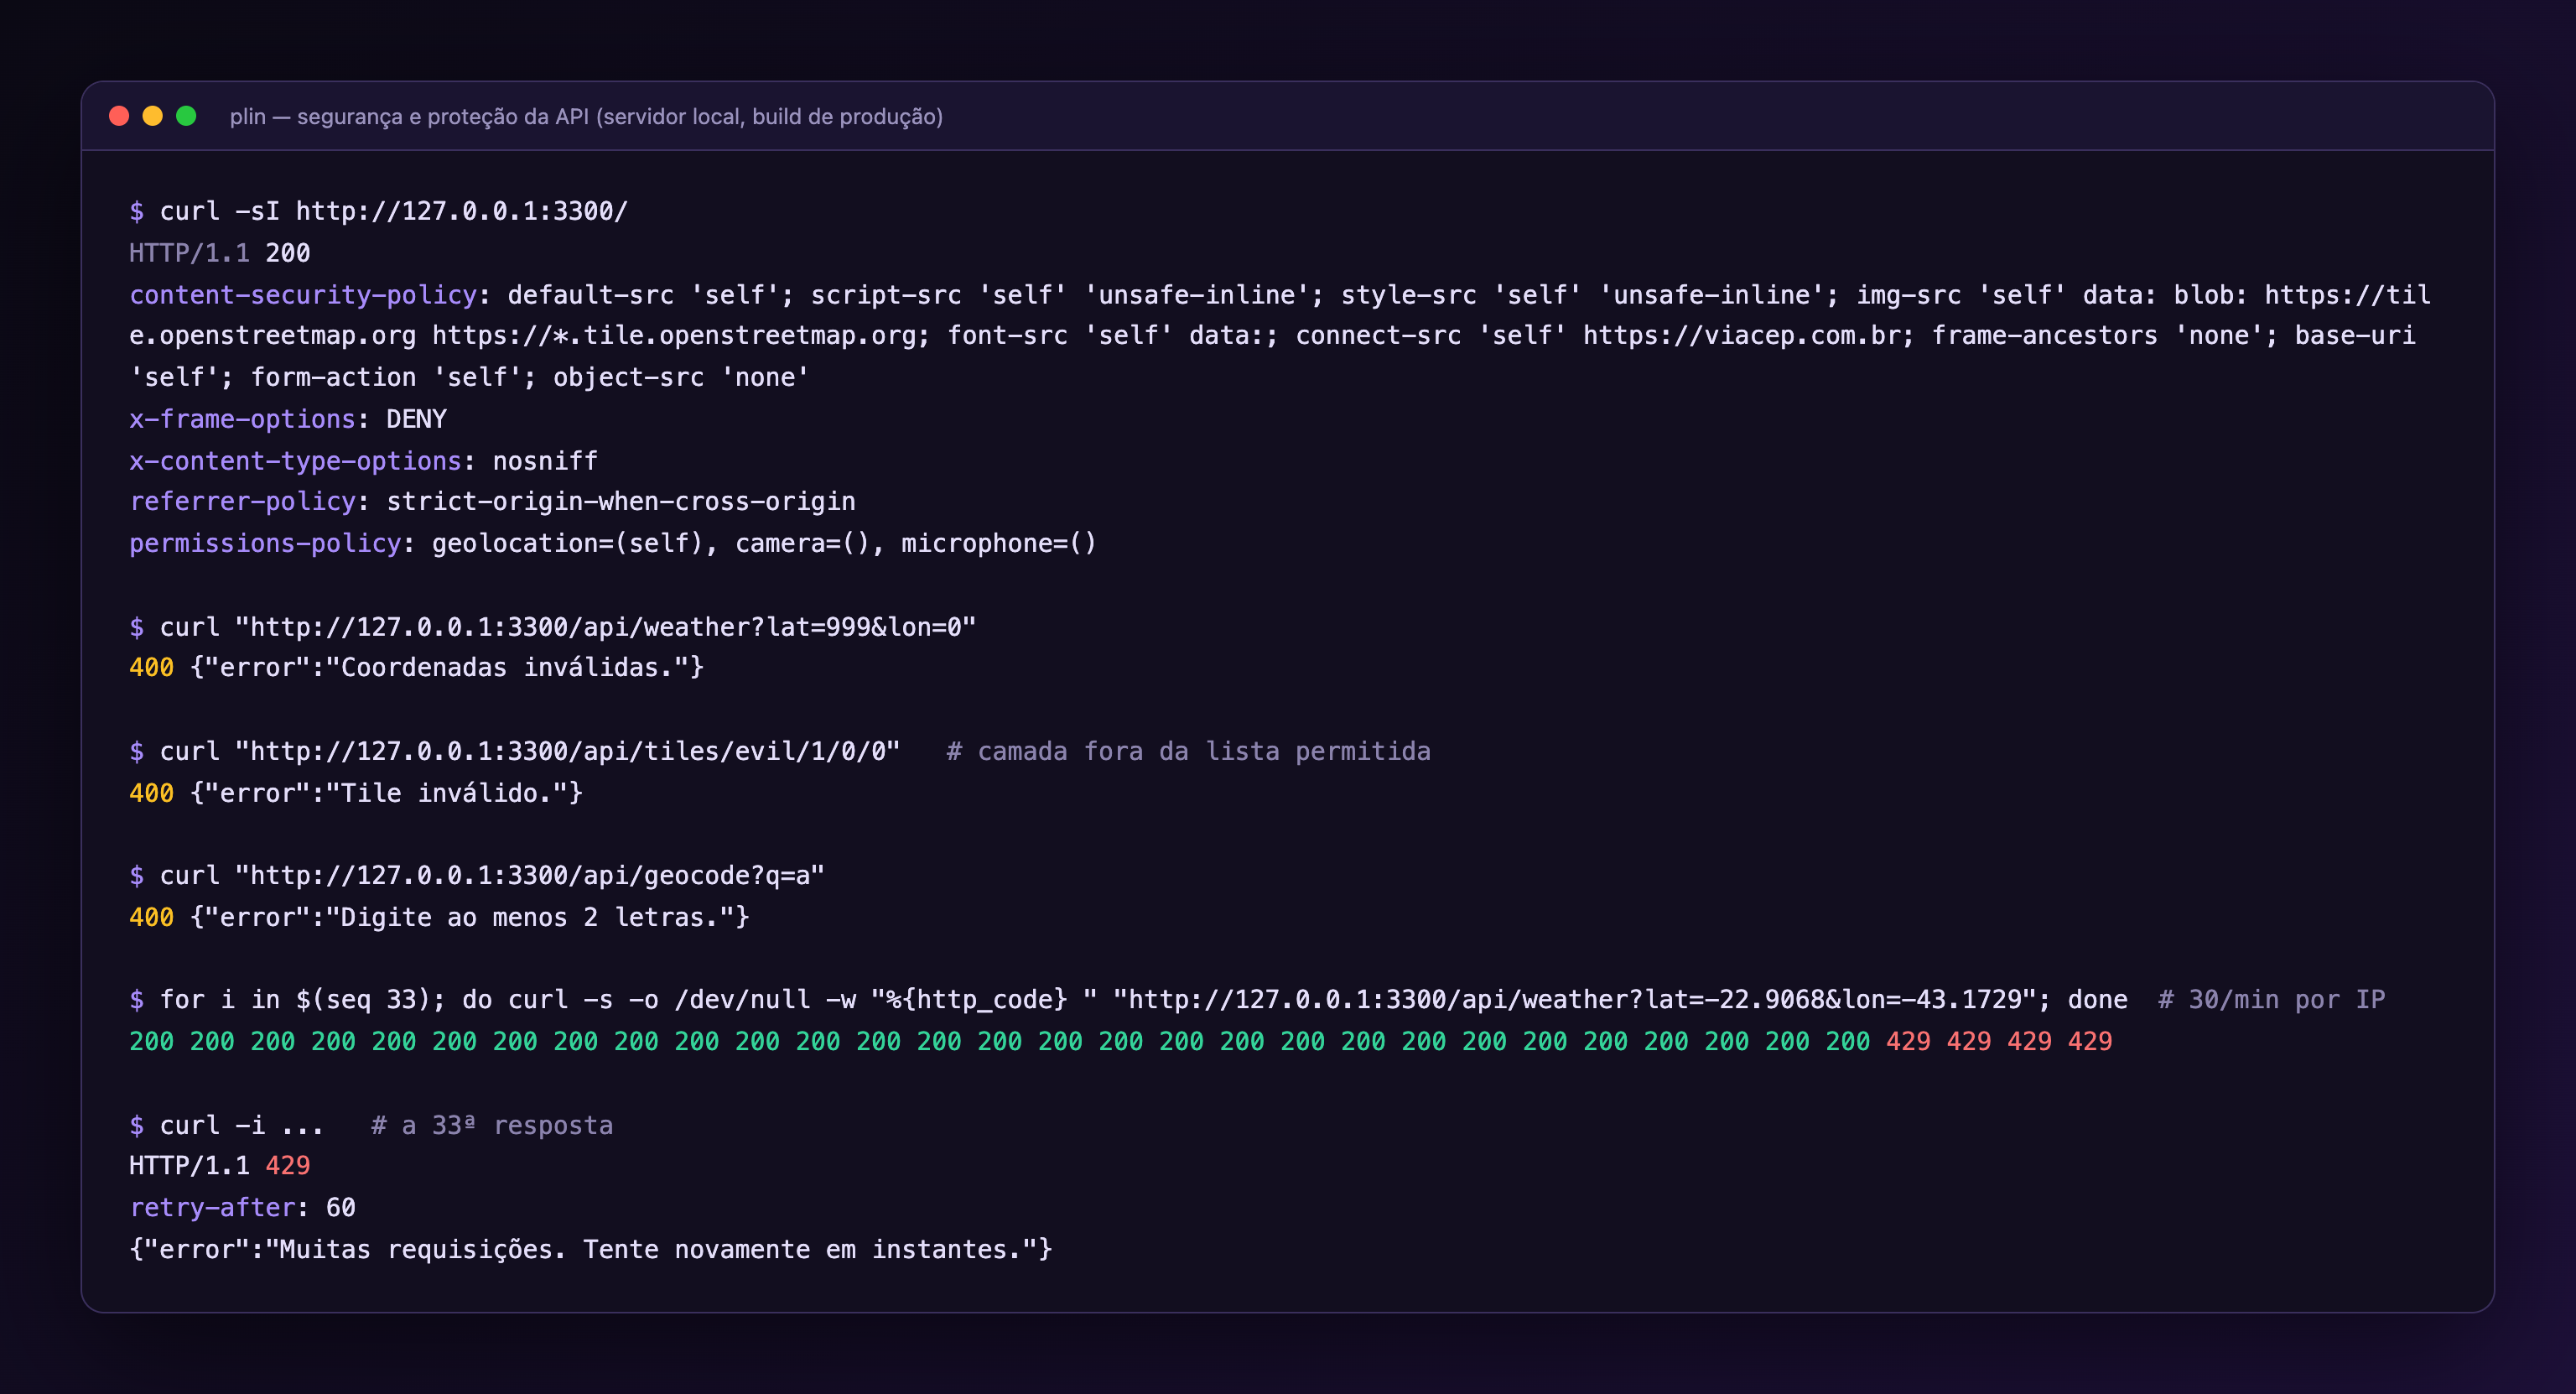 plin — segurança e proteção da API (servidor local, build de produção)
$ curl -sI http://127.0.0.1:3300/
HTTP/1.1 200
content-security-policy: default-src 'self'; script-src 'self' 'unsafe-inline'; style-src 'self' 'unsafe-inline'; img-src 'self' data: blob: https://til
e.openstreetmap.org https://*.tile.openstreetmap.org; font-src 'self' data:; connect-src 'self' https://viacep.com.br; frame-ancestors 'none'; base-uri
'self'; form-action 'self'; object-src 'none'
x-frame-options: DENY
x-content-type-options: nosniff
referrer-policy: strict-origin-when-cross-origin
permissions-policy: geolocation=(self), camera=(), microphone=()
$ curl "http://127.0.0.1:3300/api/weather?lat=999&lon=0"
400 {"error":"Coordenadas inválidas."}
$ curl "http://127.0.0.1:3300/api/tiles/evil/1/0/0"   # camada fora da lista permitida
400 {"error":"Tile inválido."}
$ curl "http://127.0.0.1:3300/api/geocode?q=a"
400 {"error":"Digite ao menos 2 letras."}
$ for i in $(seq 33); do curl -s -o /dev/null -w "%{http_code} " "http://127.0.0.1:3300/api/weather?lat=-22.9068&lon=-43.1729"; done  # 30/min por IP
200 200 200 200 200 200 200 200 200 200 200 200 200 200 200 200 200 200 200 200 200 200 200 200 200 200 200 200 200 429 429 429 429
$ curl -i ...   # a 33ª resposta
HTTP/1.1 429
retry-after: 60
{"error":"Muitas requisições. Tente novamente em instantes."}